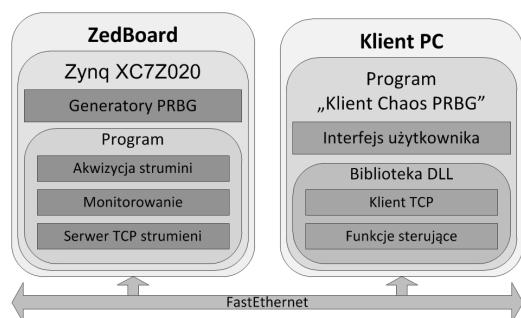 ZedBoard
Zynq XC7Z020
Generatory PRBG
Program
Akwizycja strumini
Monitorowanie
Serwer TCP strumieni
Klient PC
Program
„Klient Chaos PRBG”
Interfejs użytkownika
Biblioteka DLL
Klient TCP
Funkcje sterujące
FastEthernet